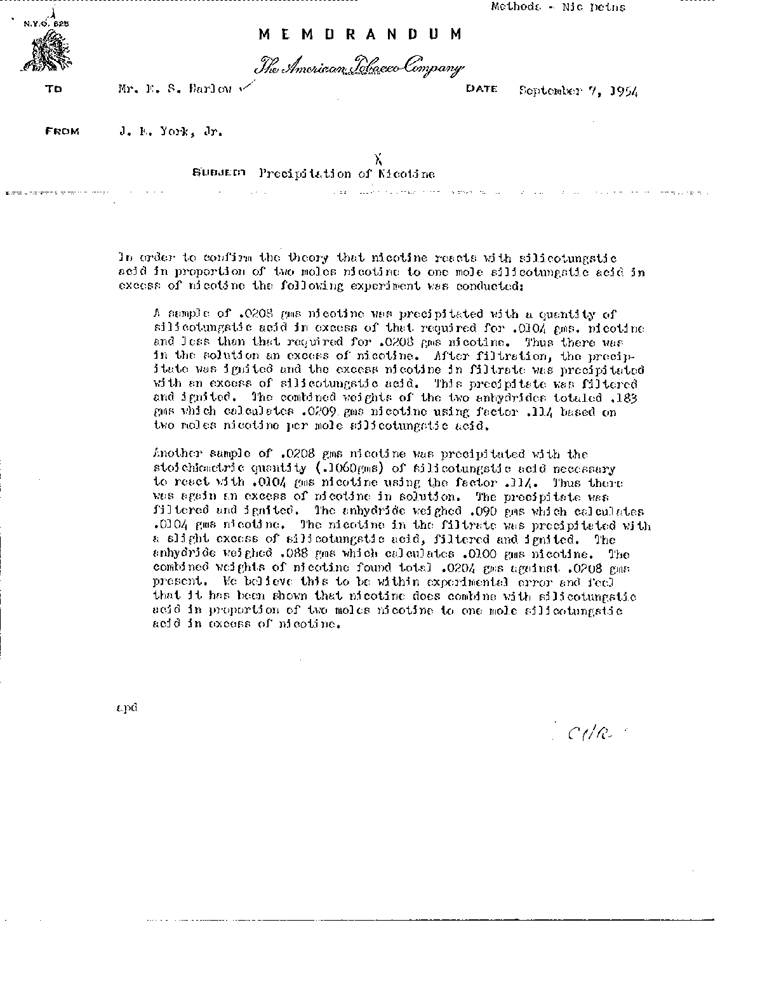 Methods - Nic Detns
N.Y.O. 625
MEMORANDUM
The American Tobacco Company
TO Mr. E. S. Harlow ✓ DATE September 7, 1954
FROM J. E. York, Jr.
X
SUBJECT Precipitation of Nicotine
In order to confirm the theory that nicotine reacts with silicotungstic
acid in proportion of two moles nicotine to one mole silicotungstic acid in
excess of nicotine the following experiment was conducted:
A sample of .0208 gms nicotine was precipitated with a quantity of
silicotungstic acid in excess of that required for .0104 gms. nicotine
and less than that required for .0208 gms nicotine. Thus there was
in the solution an excess of nicotine. After filtration, the precip-
itate was ignited and the excess nicotine in filtrate was precipitated
with an excess of silicotungstic acid. This precipitate was filtered
and ignited. The combined weights of the two anhydrides totaled .183
gms which calculates .0209 gms nicotine using factor .114 based on
two moles nicotine per mole silicotungstic acid.
Another sample of .0208 gms nicotine was precipitated with the
stoichiometric quantity (.1060gms) of silicotungstic acid necessary
to react with .0104 gms nicotine using the factor .114. Thus there
was again an excess of nicotine in solution. The precipitate was
filtered and ignited. The anhydride weighed .090 gms which calculates
.0104 gms nicotine. The nicotine in the filtrate was precipitated with
a slight excess of silicotungstic acid, filtered and ignited. The
anhydride weighed .088 gms which calculates .0100 gms nicotine. The
combined weights of nicotine found total .0204 gms against .0208 gms
present. We believe this to be within experimental error and feel
that it has been shown that nicotine does combine with silicotungstic
acid in proportion of two moles nicotine to one mole silicotungstic
acid in excess of nicotine.
apd